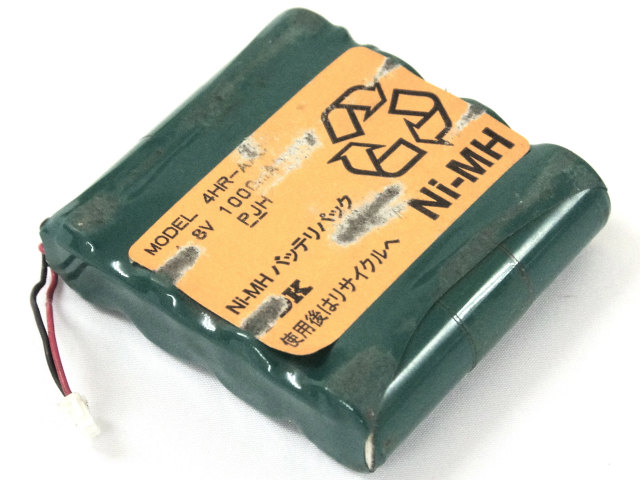 Ni-MH
MODEL 4HR-A
8V 1000mA
PJH
Ni-MH バッテリパック
使用後はリサイクルへ